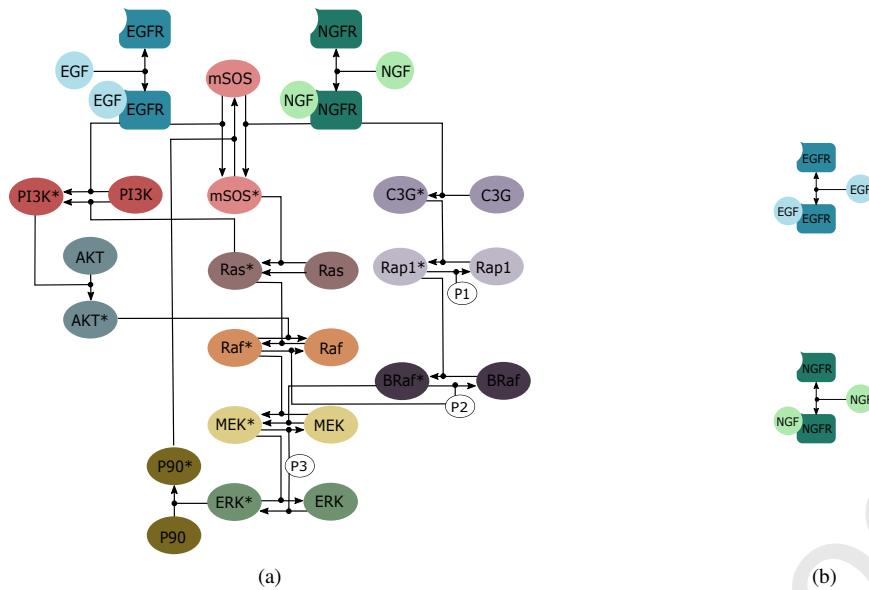 EGFR
NGFR
EGF
mSOS
NGF
EGF
EGFR
NGF
NGFR
EGFR
EGF
PI3K*
PI3K
mSOS*
C3G*
C3G
EGF
EGFR
AKT
Ras*
Ras
Rap1*
Rap1
P1
AKT*
Raf*
Raf
NGFR
BRaf*
BRaf
P2
NGF
MEK*
MEK
NGF
NGFR
P90*
P3
ERK*
ERK
P90
(a)
(b)